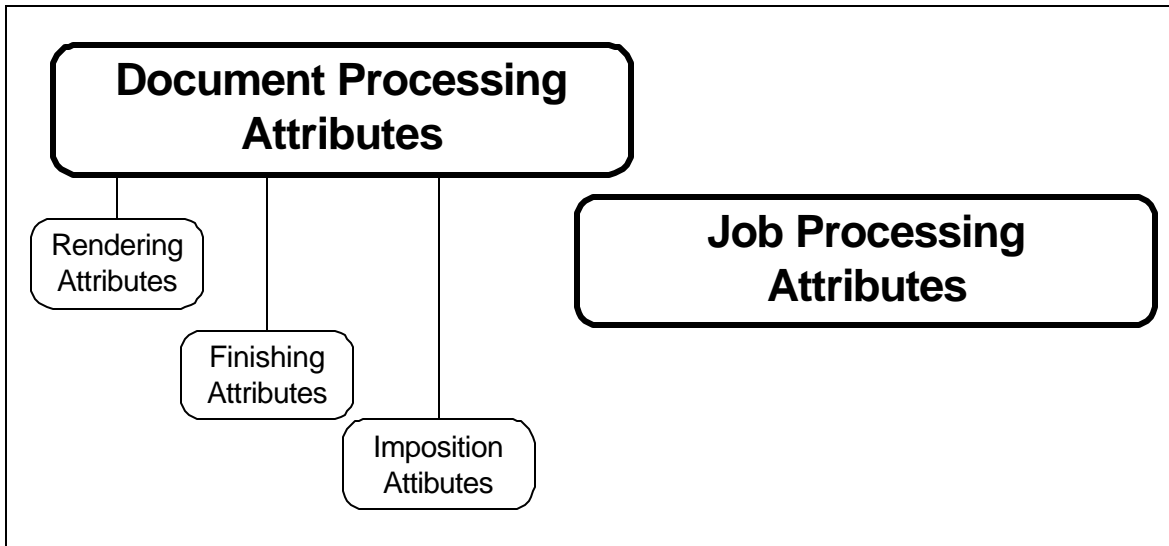 Document Processing
Attributes
Job Processing
Attributes
Rendering
Attributes
Finishing
Attributes
Imposition
Attibutes